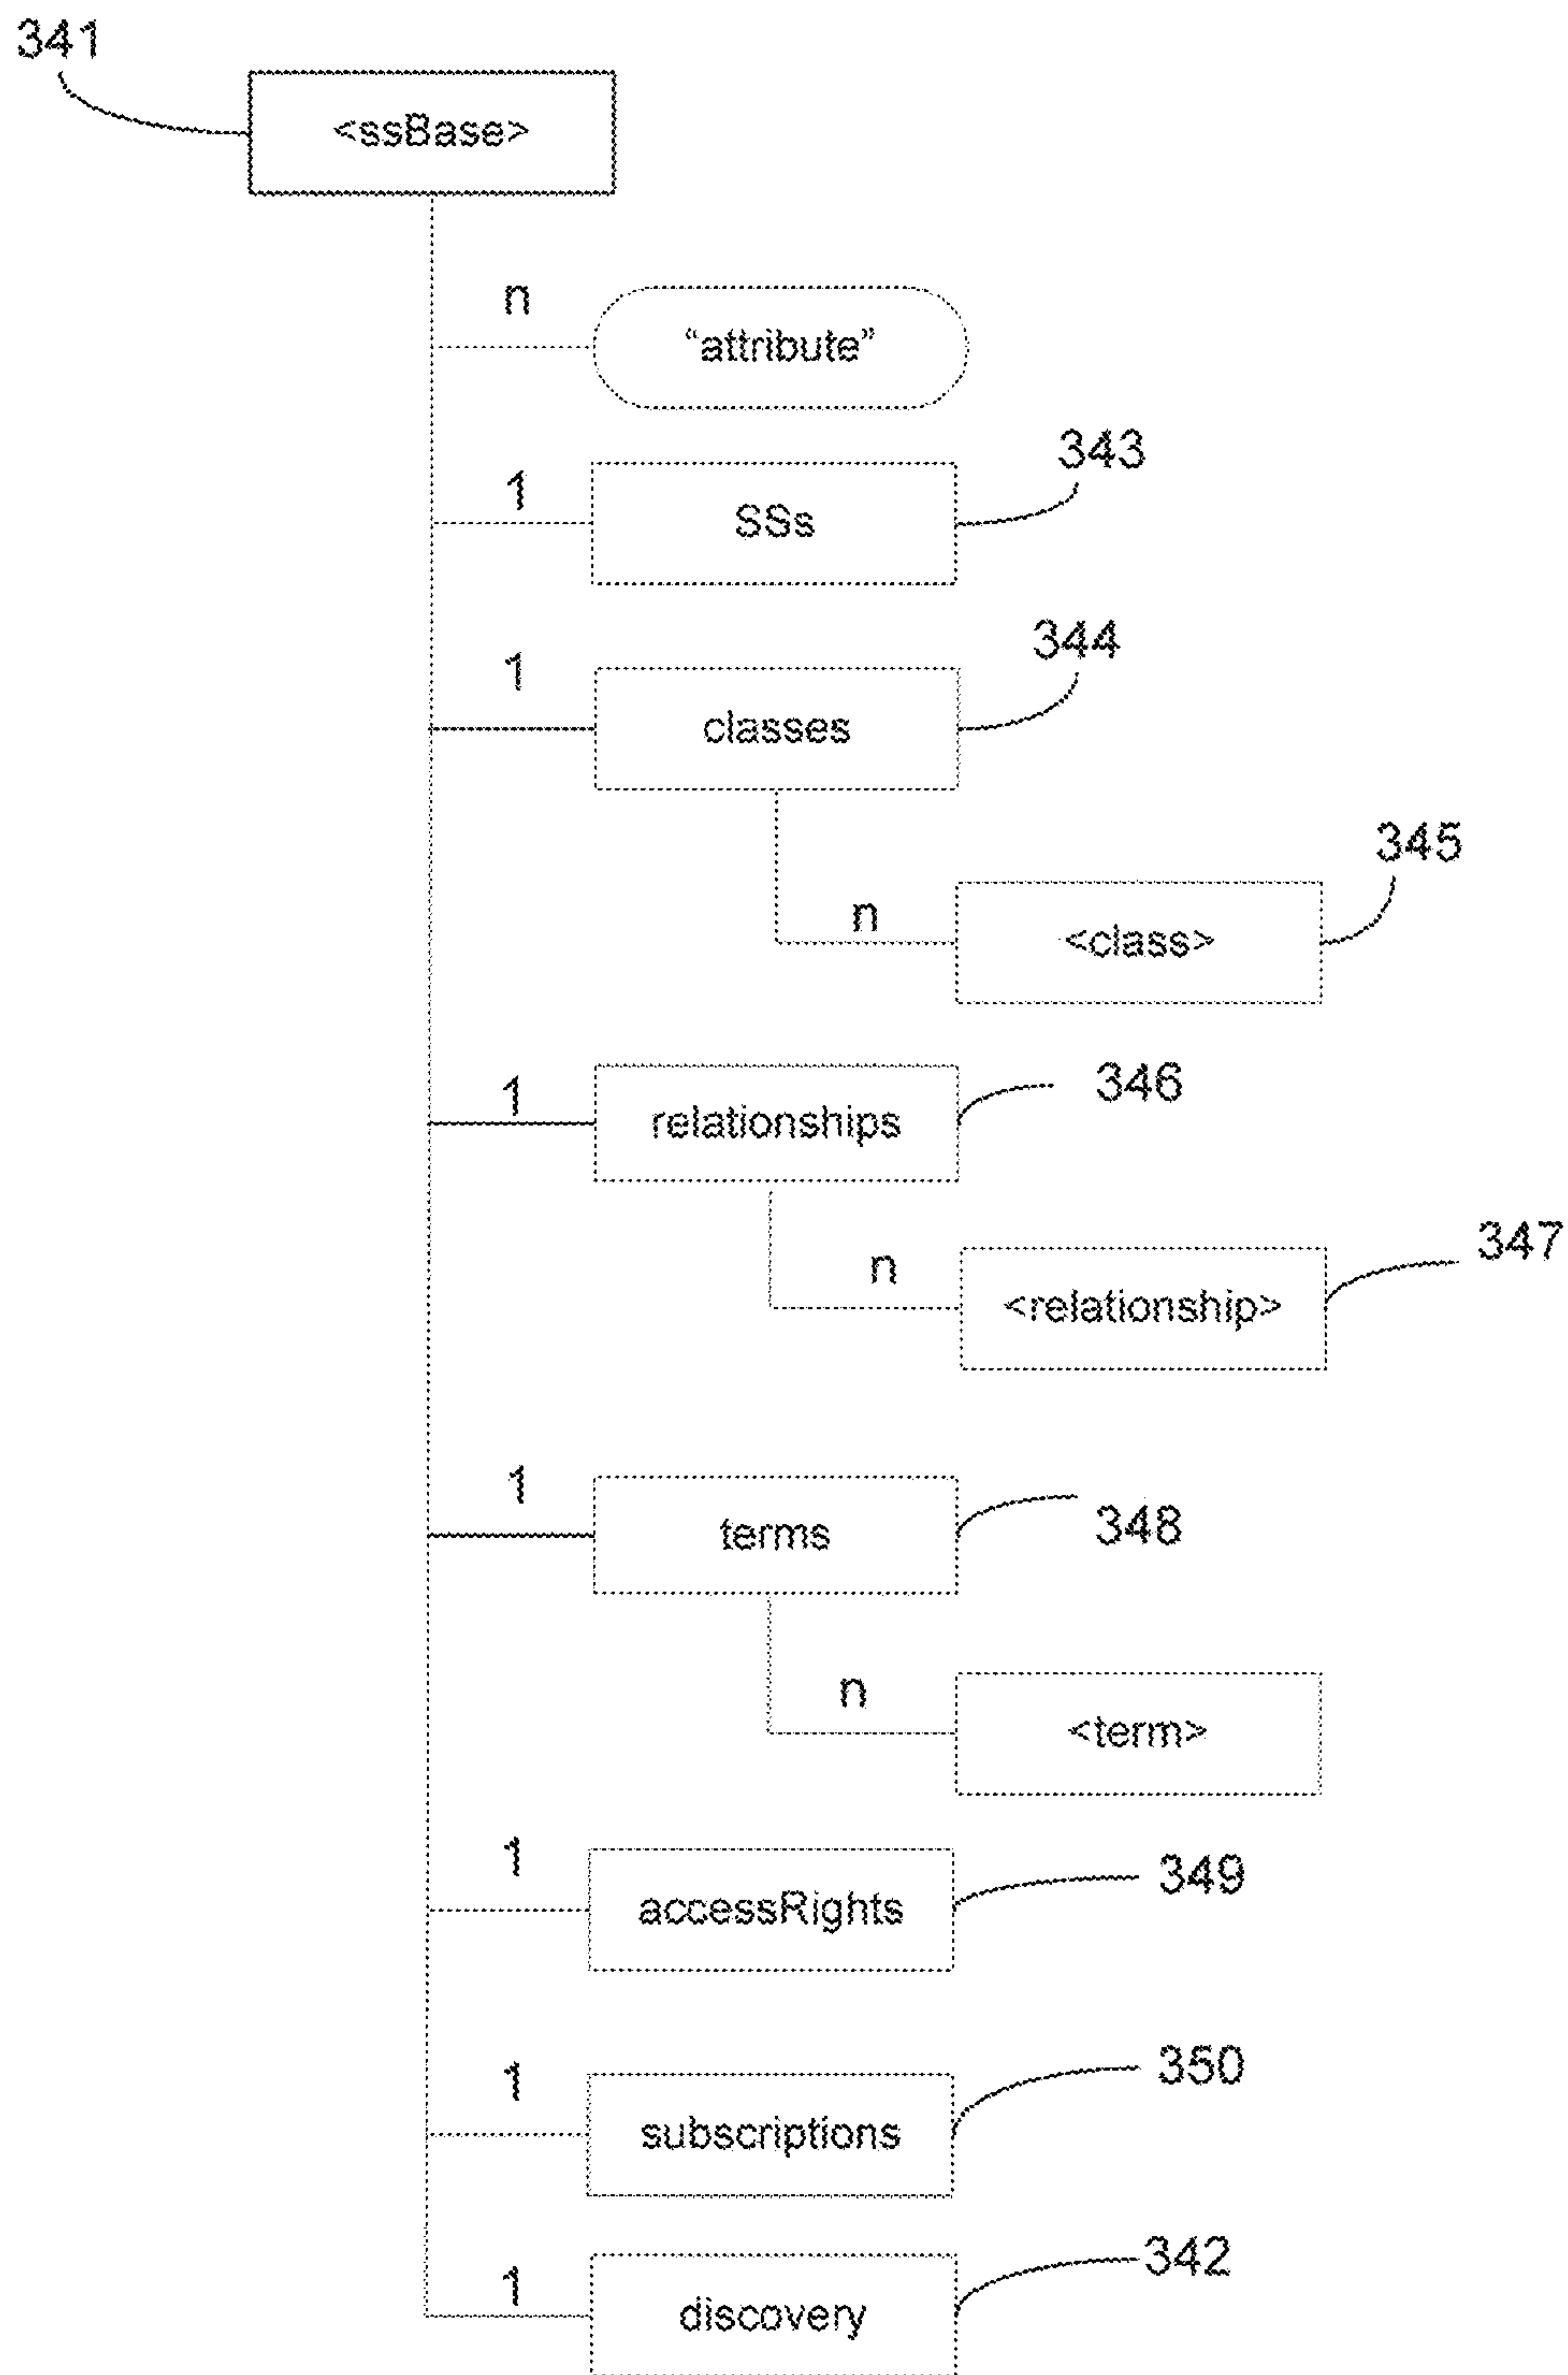 341
<ssBase>
n
“attribute”
343
1
SSs
344
1
classes
345
n
<class>
346
1
relationships
347
n
<relationship>
1
348
terms
n
<term>
1
349
accessRights
350
1
subscriptions
342
1
discovery